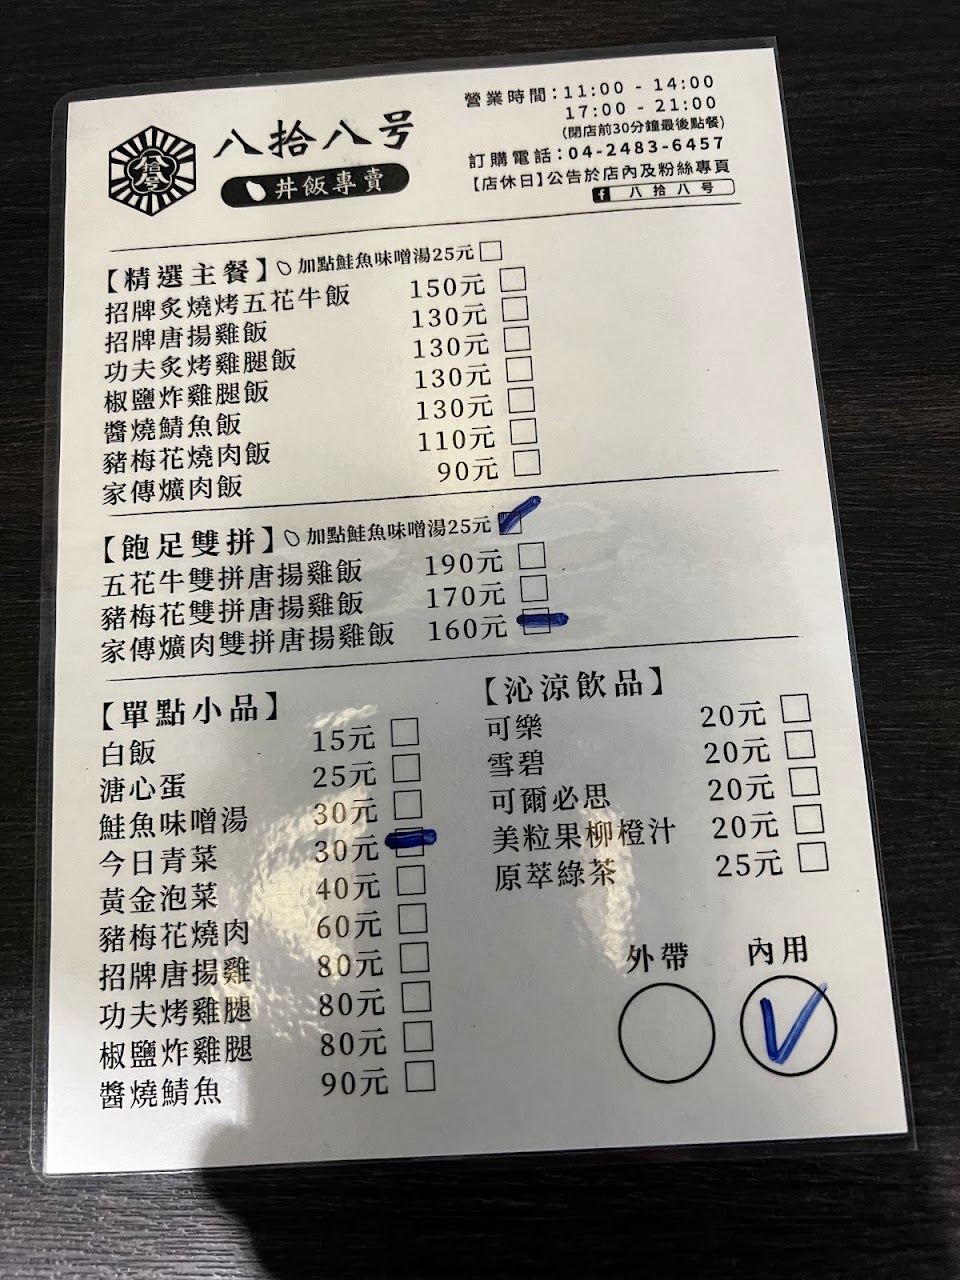 八拾八号
八拾八号
丼飯專賣
營業時間：11:00 - 14:00
17:00 - 21:00
(閉店前30分鐘最後點餐)
訂購電話：04-2483-6457
【店休日】公告於店內及粉絲專頁
f 八拾八号
【精選主餐】加點鮭魚味噌湯25元
招牌炙燒烤五花牛飯 150元
招牌唐揚雞飯 130元
功夫炙烤雞腿飯 130元
椒鹽炸雞腿飯 130元
醬燒鯖魚飯 130元
豬梅花燒肉飯 110元
家傳爌肉飯 90元
【飽足雙拼】加點鮭魚味噌湯25元
五花牛雙拼唐揚雞飯 190元
豬梅花雙拼唐揚雞飯 170元
家傳爌肉雙拼唐揚雞飯 160元
【單點小品】
白飯 15元
溏心蛋 25元
鮭魚味噌湯 30元
今日青菜 30元
黃金泡菜 40元
豬梅花燒肉 60元
招牌唐揚雞 80元
功夫烤雞腿 80元
椒鹽炸雞腿 80元
醬燒鯖魚 90元
【沁涼飲品】
可樂 20元
雪碧 20元
可爾必思 20元
美粒果柳橙汁 20元
原萃綠茶 25元
外帶 內用